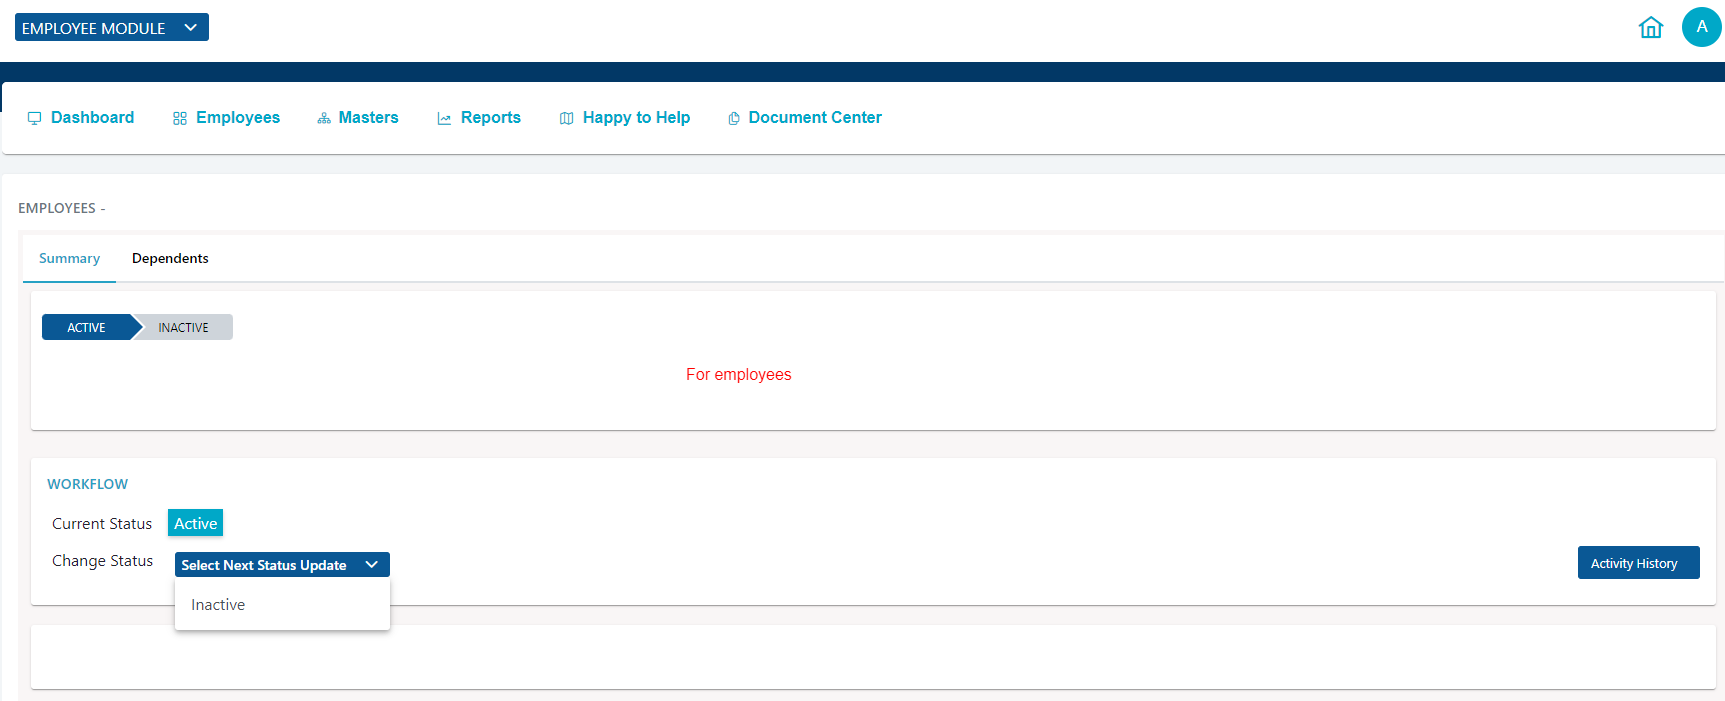 EMPLOYEE MODULE
A
Dashboard
Employees
Masters
Reports
Happy to Help
Document Center
EMPLOYEES -
Summary
Dependents
ACTIVE
INACTIVE
For employees
WORKFLOW
Current Status
Active
Change Status
Select Next Status Update
Activity History
Inactive